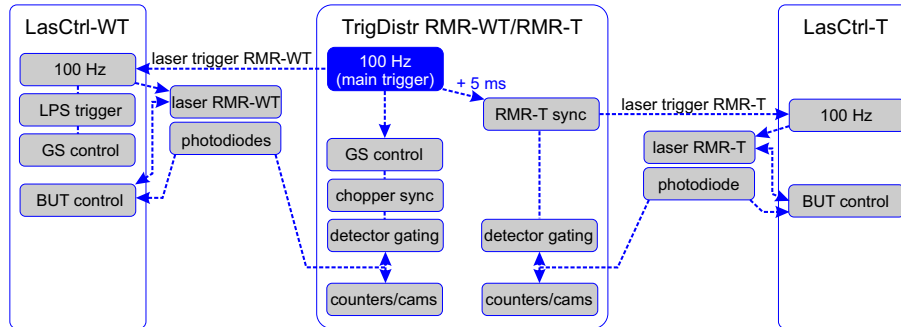 LasCtrl-WT
100 Hz
LPS trigger
GS control
BUT control
laser trigger RMR-WT
laser RMR-WT
photodiodes
TrigDistr RMR-WT/RMR-T
100 Hz
(main trigger)
+ 5 ms
RMR-T sync
GS control
chopper sync
detector gating
counters/cams
detector gating
counters/cams
laser trigger RMR-T
laser RMR-T
photodiode
LasCtrl-T
100 Hz
BUT control